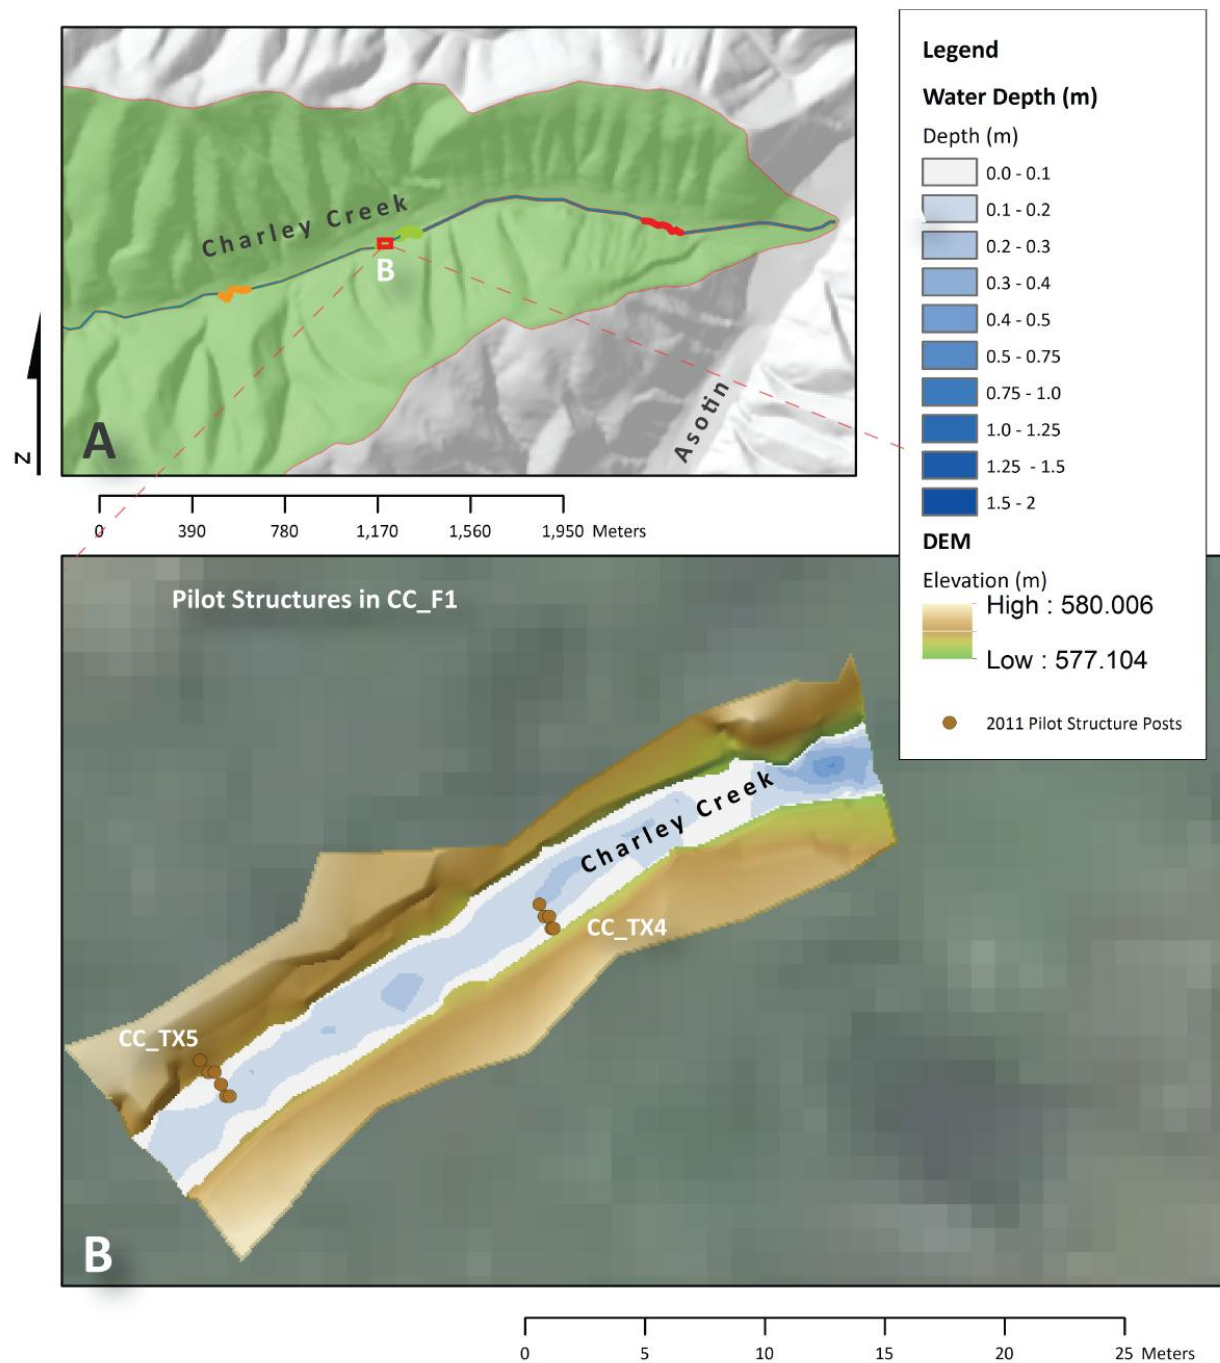 Charley Creek
B
A
Asotin
N
0 390 780 1,170 1,560 1,950 Meters
Legend
Water Depth (m)
Depth (m)
0.0 - 0.1
0.1 - 0.2
0.2 - 0.3
0.3 - 0.4
0.4 - 0.5
0.5 - 0.75
0.75 - 1.0
1.0 - 1.25
1.25 - 1.5
1.5 - 2
DEM
Elevation (m)
High : 580.006
Low : 577.104
2011 Pilot Structure Posts
Pilot Structures in CC_F1
Charley Creek
CC_TX4
CC_TX5
B
0 5 10 15 20 25 Meters